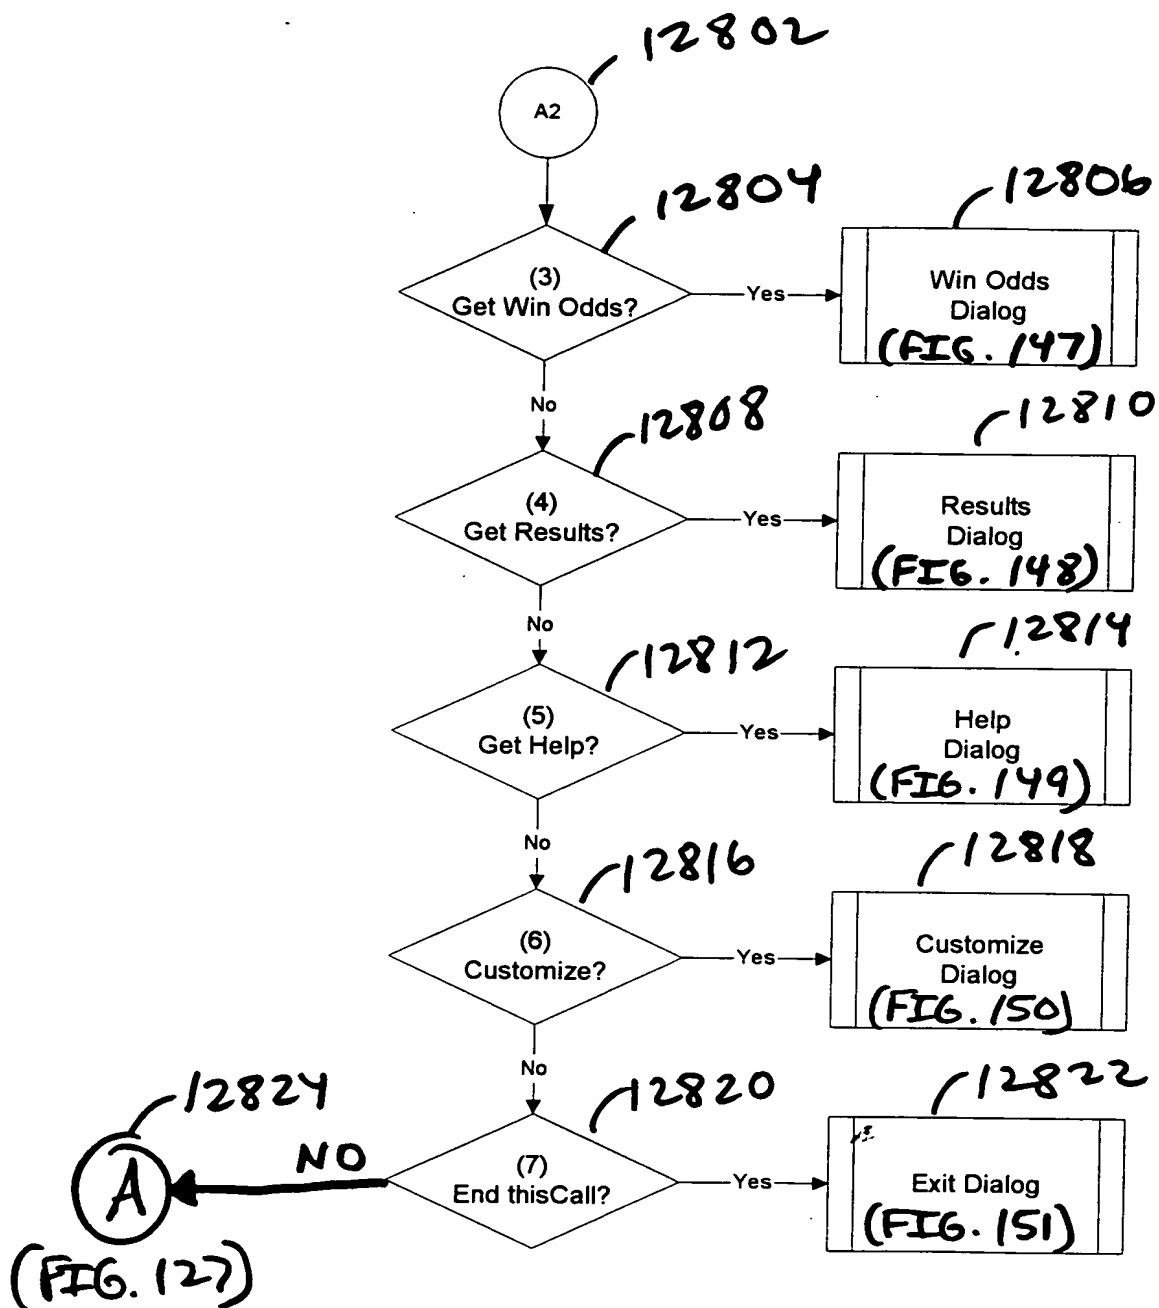 12802
A2
12804
12806
(3)
Get Win Odds?
Yes
Win Odds
Dialog
(FIG. 147)
No
12808
12810
(4)
Get Results?
Yes
Results
Dialog
(FIG. 148)
No
12812
12814
(5)
Get Help?
Yes
Help
Dialog
(FIG. 149)
No
12816
12818
(6)
Customize?
Yes
Customize
Dialog
(FIG. 150)
No
12824
12820
12822
A
NO
(7)
End thisCall?
Yes
Exit Dialog
(FIG. 151)
(FIG. 127)